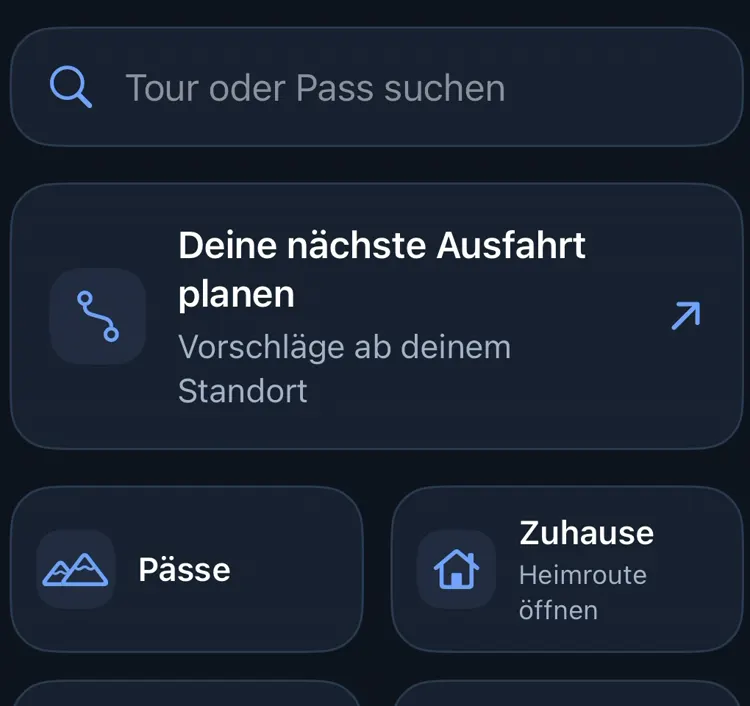 Tour oder Pass suchen
Deine nächste Ausfahrt
planen
Vorschläge ab deinem
Standort
Pässe
Zuhause
Heimroute
öffnen